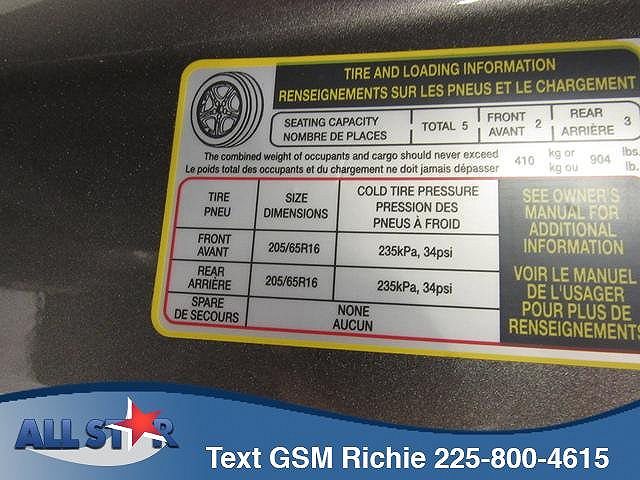 TIRE AND LOADING INFORMATION
RENSEIGNEMENTS SUR LES PNEUS ET LE CHARGEMENT
SEATING CAPACITY
NOMBRE DE PLACES
TOTAL 5
FRONT
AVANT 2
REAR
ARRIÈRE 3
The combined weight of occupants and cargo should never exceed
Le poids total des occupants et du chargement ne doit jamais dépasser
410
kg or
kg ou
904
lbs.
lb.
TIRE
PNEU
SIZE
DIMENSIONS
COLD TIRE PRESSURE
PRESSION DES
PNEUS À FROID
FRONT
AVANT
205/65R16
235kPa, 34psi
REAR
ARRIÈRE
205/65R16
235kPa, 34psi
SPARE
DE SECOURS
NONE
AUCUN
SEE OWNER'S
MANUAL FOR
ADDITIONAL
INFORMATION
VOIR LE MANUEL
DE L'USAGER
POUR PLUS DE
RENSEIGNEMENTS
ALL STAR
Text GSM Richie 225-800-4615